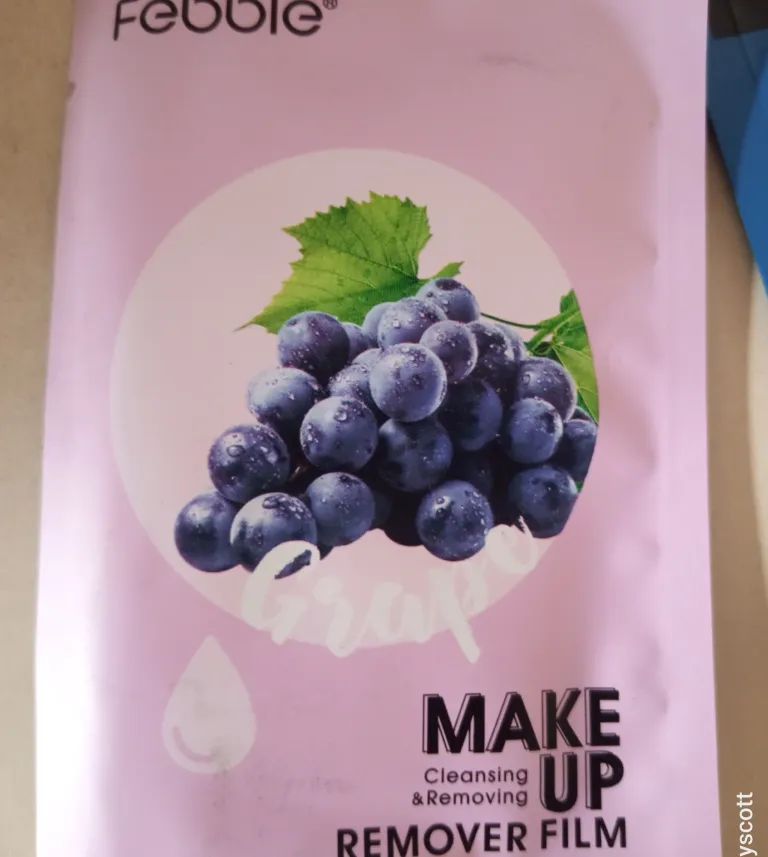 Febble®
Grape
MAKE
Cleansing
&Removing
UP
REMOVER FILM
yscott